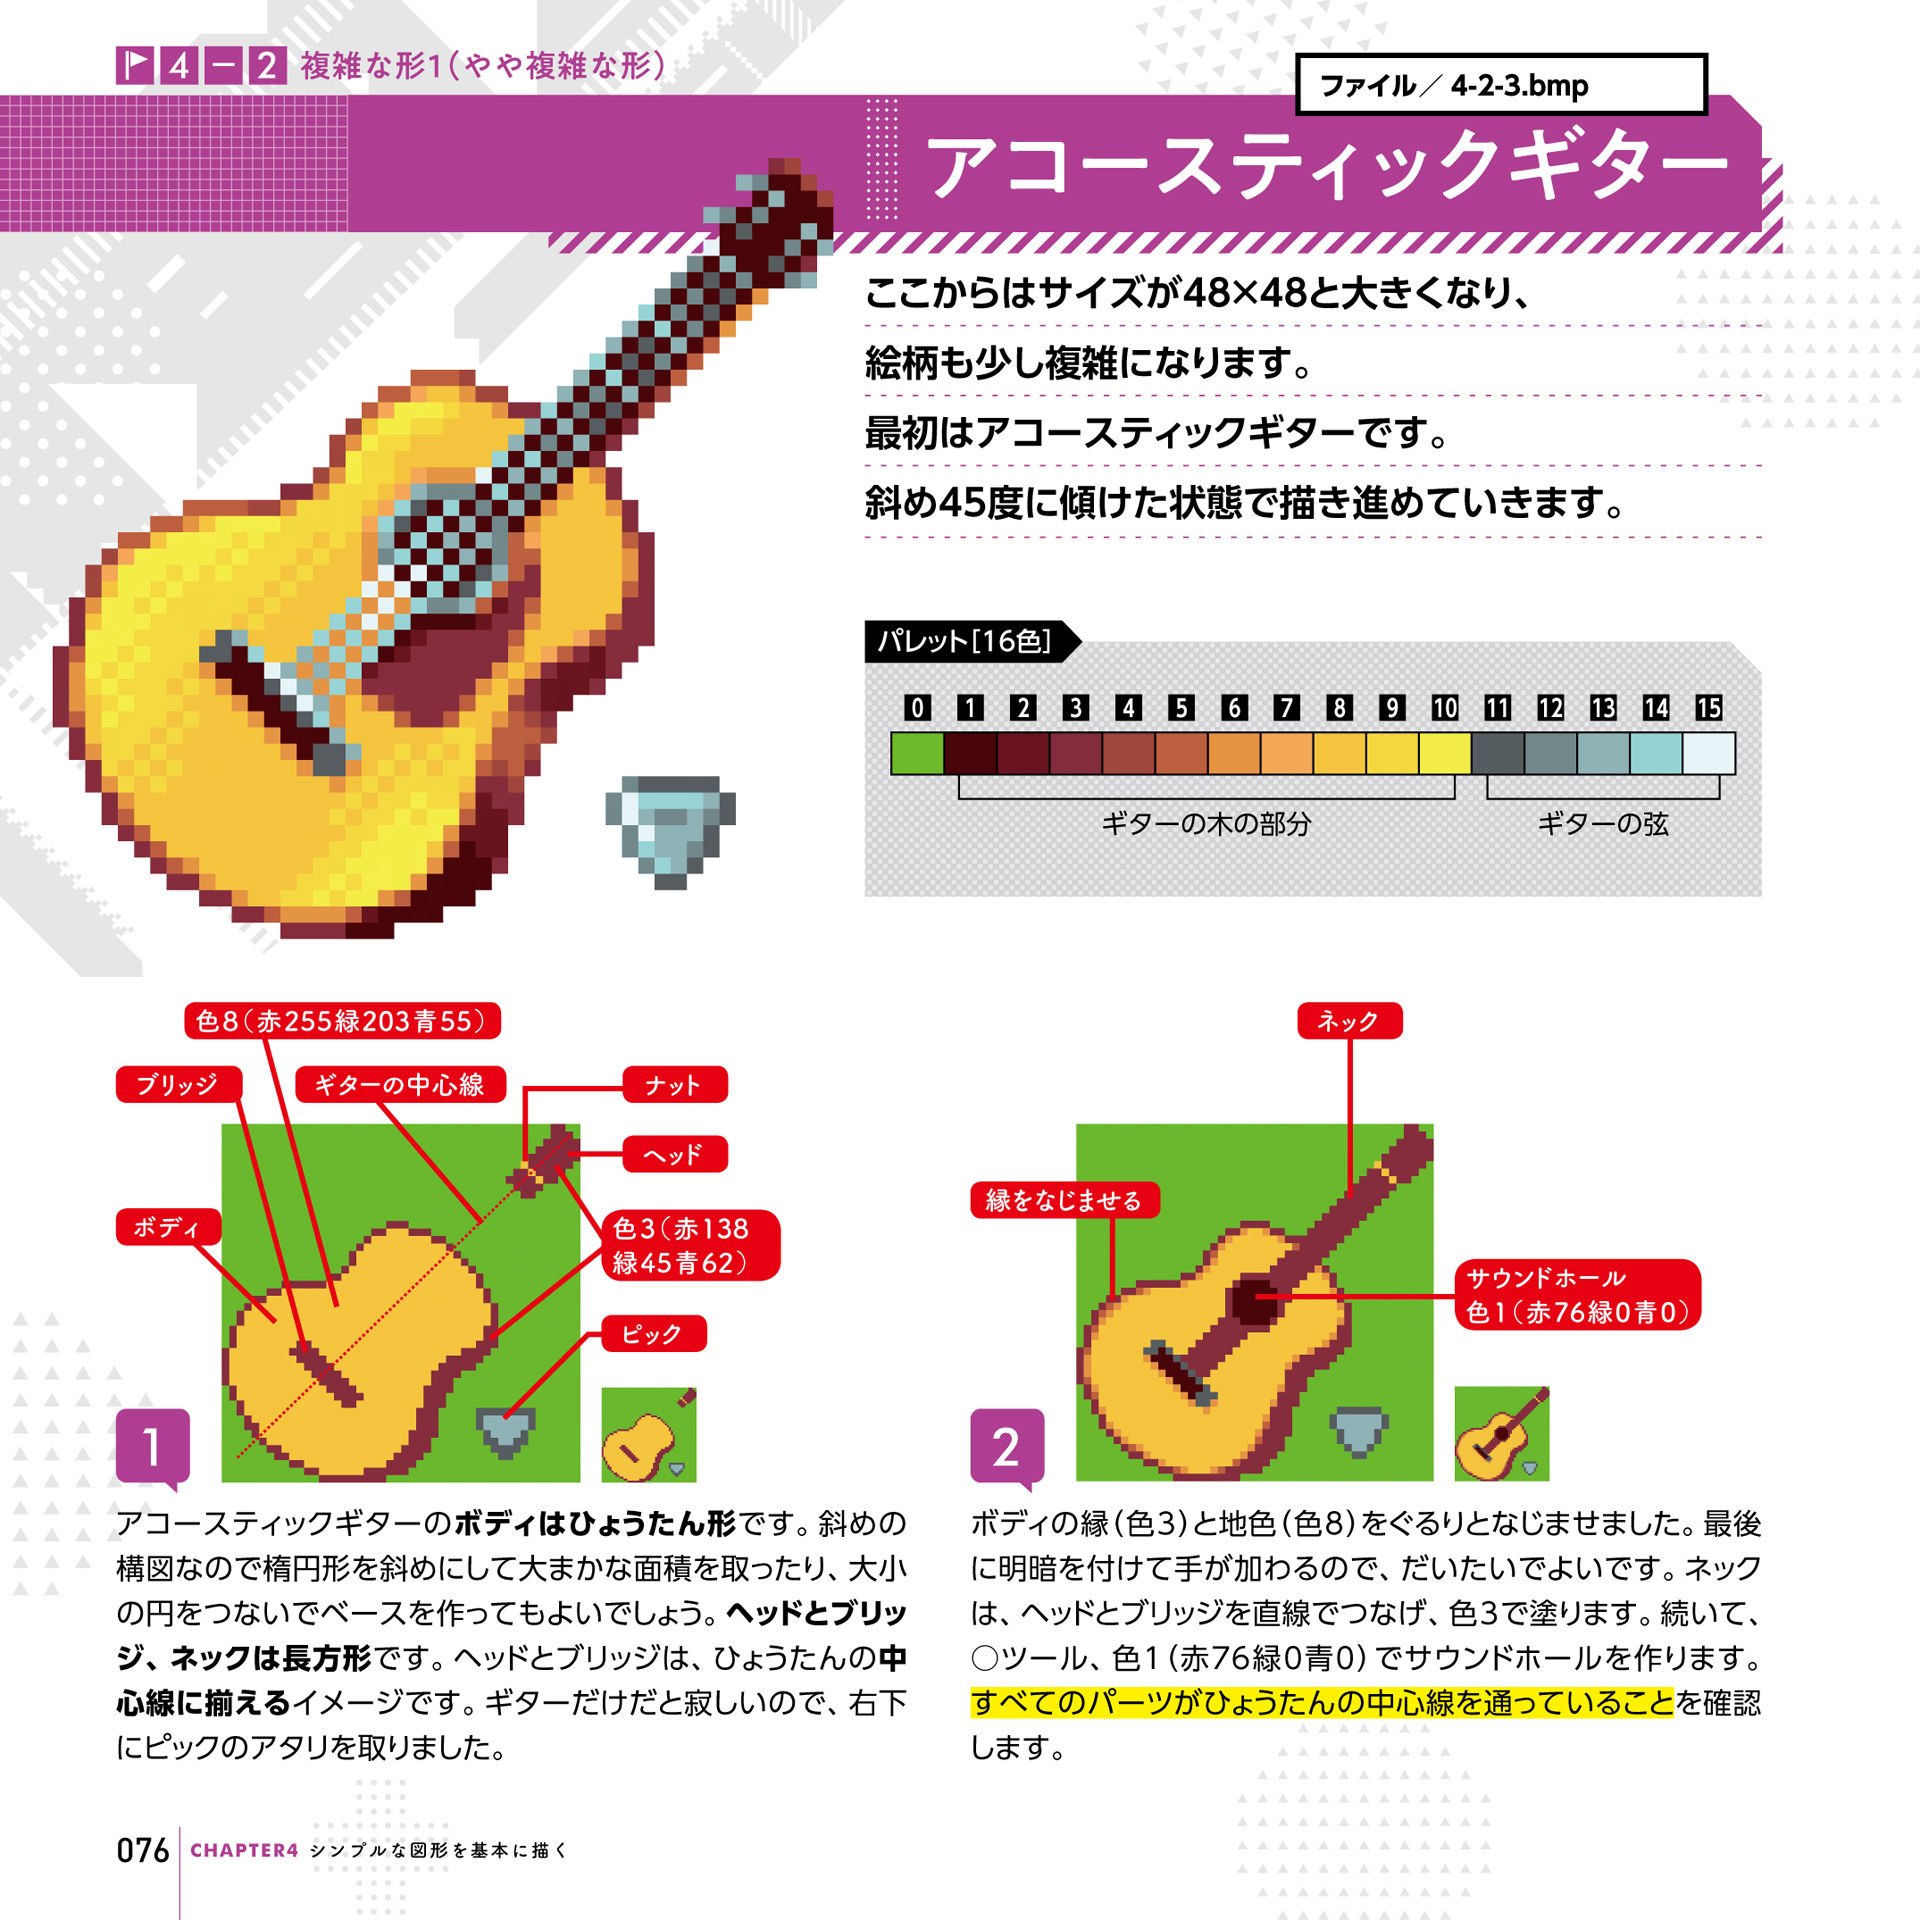 4-2 複雑な形1（やや複雑な形）
ファイル／ 4-2-3.bmp
アコースティックギター
ここからはサイズが48×48と大きくなり、
絵柄も少し複雑になります。
最初はアコースティックギターです。
斜め45度に傾けた状態で描き進めていきます。
パレット[16色]
0 1 2 3 4 5 6 7 8 9 10 11 12 13 14 15
ギターの木の部分
ギターの弦
色8（赤255緑203青55）
ブリッジ
ギターの中心線
ナット
ヘッド
ボディ
色3（赤138
緑45青62）
ピック
1
アコースティックギターのボディはひょうたん形です。斜めの
構図なので楕円形を斜めにして大まかな面積を取ったり、大小
の円をつないでベースを作ってもよいでしょう。ヘッドとブリッ
ジ、ネックは長方形です。ヘッドとブリッジは、ひょうたんの中
心線に揃えるイメージです。ギターだけだと寂しいので、右下
にピックのアタリを取りました。
ネック
縁をなじませる
サウンドホール
色1（赤76緑0青0）
2
ボディの縁（色3）と地色（色8）をぐるりとなじませました。最後
に明暗を付けて手が加わるので、だいたいでよいです。ネック
は、ヘッドとブリッジを直線でつなげ、色3で塗ります。続いて、
○ツール、色1（赤76緑0青0）でサウンドホールを作ります。
すべてのパーツがひょうたんの中心線を通っていることを確認
します。
076 CHAPTER4 シンプルな図形を基本に描く